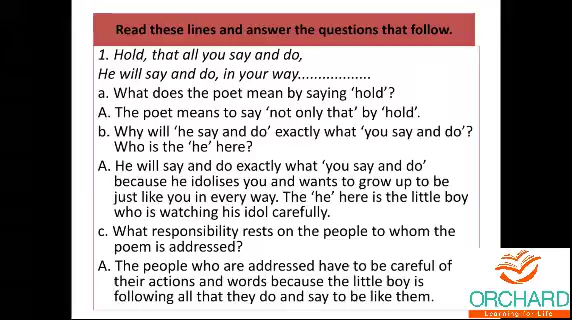 Read these lines and answer the questions that follow.
1. Hold, that all you say and do,
He will say and do, in your way..................
a. What does the poet mean by saying ‘hold’?
A. The poet means to say ‘not only that’ by ‘hold’.
b. Why will ‘he say and do’ exactly what ‘you say and do’?
Who is the ‘he’ here?
A. He will say and do exactly what ‘you say and do’
because he idolises you and wants to grow up to be
just like you in every way. The ‘he’ here is the little boy
who is watching his idol carefully.
c. What responsibility rests on the people to whom the
poem is addressed?
A. The people who are addressed have to be careful of
their actions and words because the little boy is
following all that they do and say to be like them.
ORCHARD
Learning for Life